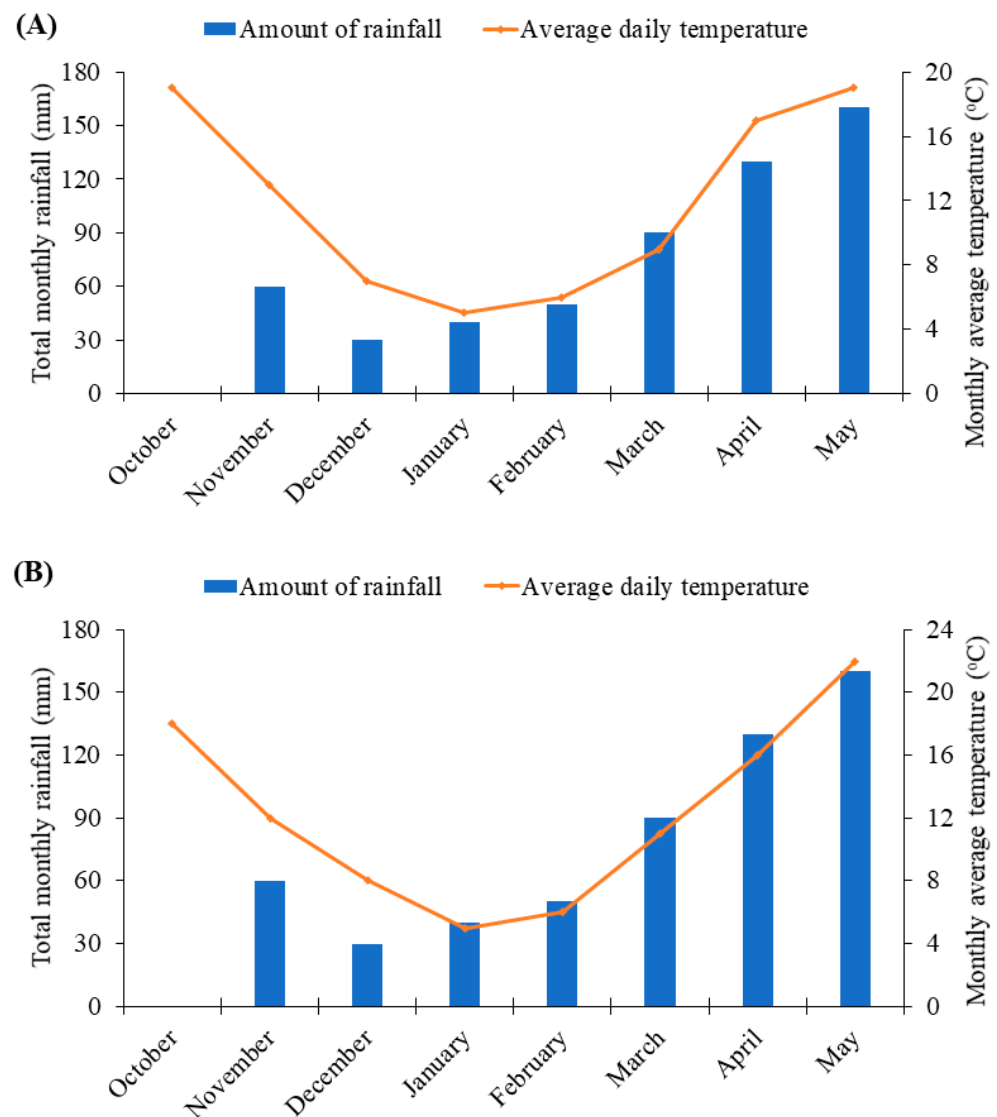 (A)
Amount of rainfall Average daily temperature
Total monthly rainfall (mm)
180
150
120
90
60
30
0
20
16
12
8
4
0
Monthly average temperature (°C)
October
November
December
January
February
March
April
May
(B)
Amount of rainfall Average daily temperature
Total monthly rainfall (mm)
180
150
120
90
60
30
0
24
20
16
12
8
4
0
Monthly average temperature (°C)
October
November
December
January
February
March
April
May